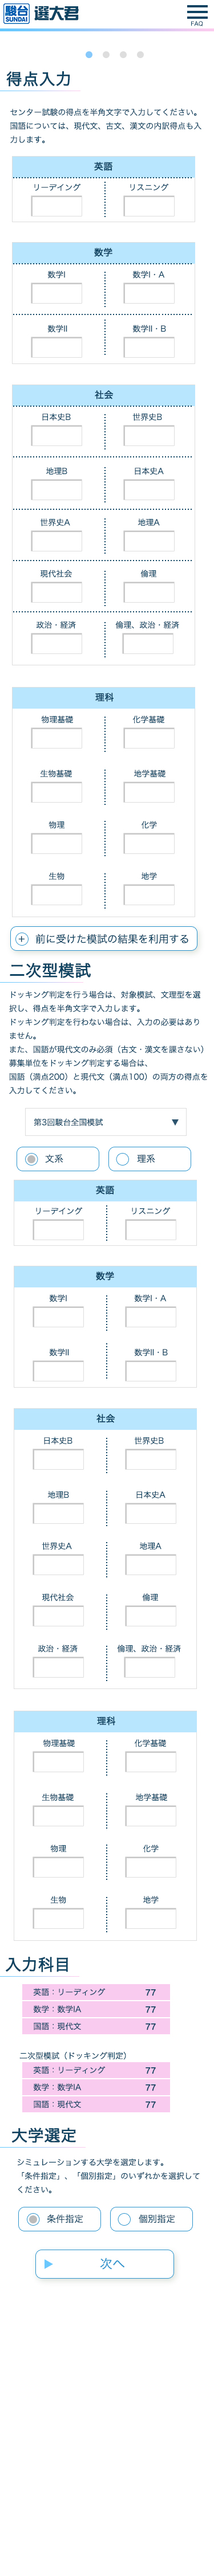 駿台 選大君
SUNDAI
FAQ
得点入力
センター試験の得点を半角文字で入力してください。
国語については、現代文、古文、漢文の内訳得点も入
力します。
英語
リーデイング リスニング
数学
数学I 数学I・A
数学II 数学II・B
社会
日本史B 世界史B
地理B 日本史A
世界史A 地理A
現代社会 倫理
政治・経済 倫理、政治・経済
理科
物理基礎 化学基礎
生物基礎 地学基礎
物理 化学
生物 地学
前に受けた模試の結果を利用する
二次型模試
ドッキング判定を行う場合は、対象模試、文理型を選
択し、得点を半角文字で入力します。
ドッキング判定を行わない場合は、入力の必要はあり
ません。
また、国語が現代文のみ必須（古文・漢文を課さない）
募集単位をドッキング判定する場合は、
国語（満点200）と現代文（満点100）の両方の得点を
入力してください。
第3回駿台全国模試 ▼
文系 理系
英語
リーデイング リスニング
数学
数学I 数学I・A
数学II 数学II・B
社会
日本史B 世界史B
地理B 日本史A
世界史A 地理A
現代社会 倫理
政治・経済 倫理、政治・経済
理科
物理基礎 化学基礎
生物基礎 地学基礎
物理 化学
生物 地学
入力科目
英語：リーディング 77
数学：数学IA 77
国語：現代文 77
二次型模試（ドッキング判定）
英語：リーディング 77
数学：数学IA 77
国語：現代文 77
大学選定
シミュレーションする大学を選定します。
「条件指定」、「個別指定」のいずれかを選択して
ください。
条件指定 個別指定
次へ